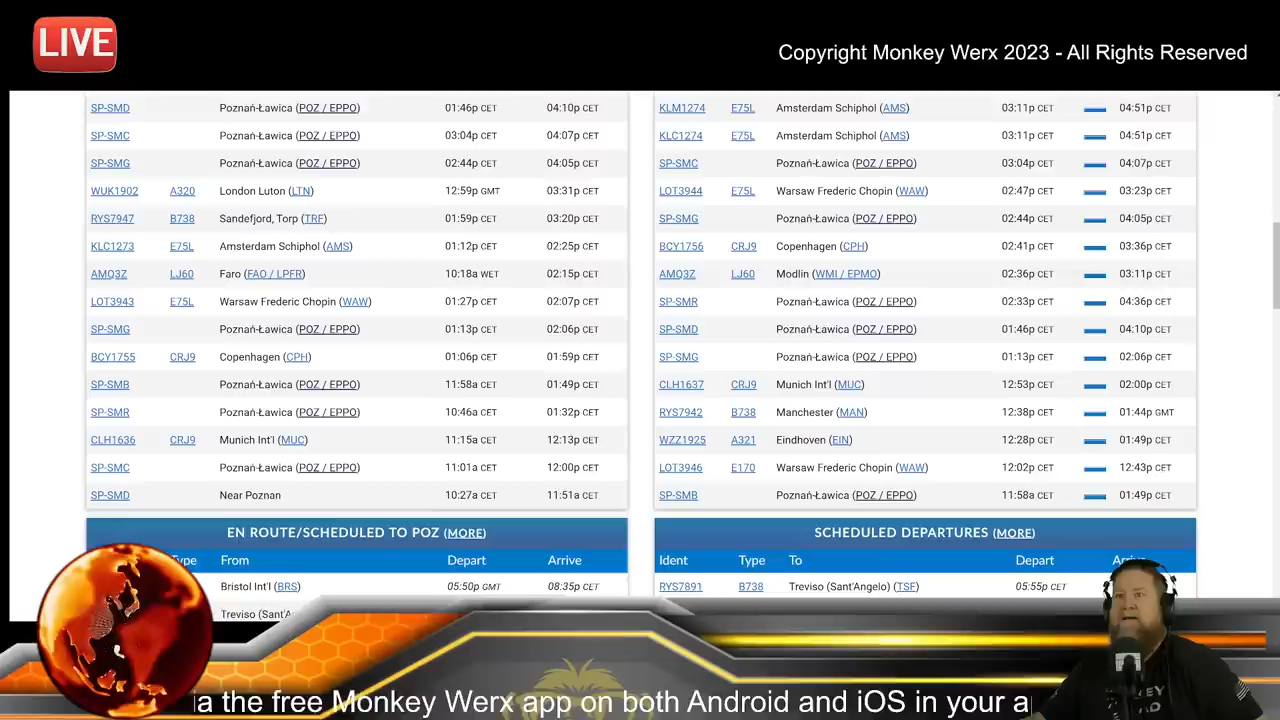 LIVE
Copyright Monkey Werx 2023 - All Rights Reserved
SP-SMD Poznań-Ławica (POZ / EPPO) 01:46p CET 04:10p CET
SP-SMC Poznań-Ławica (POZ / EPPO) 03:04p CET 04:07p CET
SP-SMG Poznań-Ławica (POZ / EPPO) 02:44p CET 04:05p CET
WUK1902 A320 London Luton (LTN) 12:59p GMT 03:31p CET
RYS7947 B738 Sandefjord, Torp (TRF) 01:59p CET 03:20p CET
KLC1273 E75L Amsterdam Schiphol (AMS) 01:12p CET 02:25p CET
AMQ3Z LJ60 Faro (FAO / LPFR) 10:18a WET 02:15p CET
LOT3943 E75L Warsaw Frederic Chopin (WAW) 01:27p CET 02:07p CET
SP-SMG Poznań-Ławica (POZ / EPPO) 01:13p CET 02:06p CET
BCY1755 CRJ9 Copenhagen (CPH) 01:06p CET 01:59p CET
SP-SMB Poznań-Ławica (POZ / EPPO) 11:58a CET 01:49p CET
SP-SMR Poznań-Ławica (POZ / EPPO) 10:46a CET 01:32p CET
CLH1636 CRJ9 Munich Int'l (MUC) 11:15a CET 12:13p CET
SP-SMC Poznań-Ławica (POZ / EPPO) 11:01a CET 12:00p CET
SP-SMD Near Poznan 10:27a CET 11:51a CET
EN ROUTE/SCHEDULED TO POZ (MORE)
Type From Depart Arrive
Bristol Int'l (BRS) 05:50p GMT 08:35p CET
Treviso
KLM1274 E75L Amsterdam Schiphol (AMS) 03:11p CET 04:51p CET
KLC1274 E75L Amsterdam Schiphol (AMS) 03:11p CET 04:51p CET
SP-SMC Poznań-Ławica (POZ / EPPO) 03:04p CET 04:07p CET
LOT3944 E75L Warsaw Frederic Chopin (WAW) 02:47p CET 03:23p CET
SP-SMG Poznań-Ławica (POZ / EPPO) 02:44p CET 04:05p CET
BCY1756 CRJ9 Copenhagen (CPH) 02:41p CET 03:36p CET
AMQ3Z LJ60 Modlin (WMI / EPMO) 02:36p CET 03:11p CET
SP-SMR Poznań-Ławica (POZ / EPPO) 02:33p CET 04:36p CET
SP-SMD Poznań-Ławica (POZ / EPPO) 01:46p CET 04:10p CET
SP-SMG Poznań-Ławica (POZ / EPPO) 01:13p CET 02:06p CET
CLH1637 CRJ9 Munich Int'l (MUC) 12:53p CET 02:00p CET
RYS7942 B738 Manchester (MAN) 12:38p CET 01:44p GMT
WZZ1925 A321 Eindhoven (EIN) 12:28p CET 01:49p CET
LOT3946 E170 Warsaw Frederic Chopin (WAW) 12:02p CET 12:43p CET
SP-SMB Poznań-Ławica (POZ / EPPO) 11:58a CET 01:49p CET
SCHEDULED DEPARTURES (MORE)
Ident Type To Depart
RYS7891 B738 Treviso (Sant'Angelo) (TSF) 05:55p CET
a the free Monkey Werx app on both Android and iOS in your a